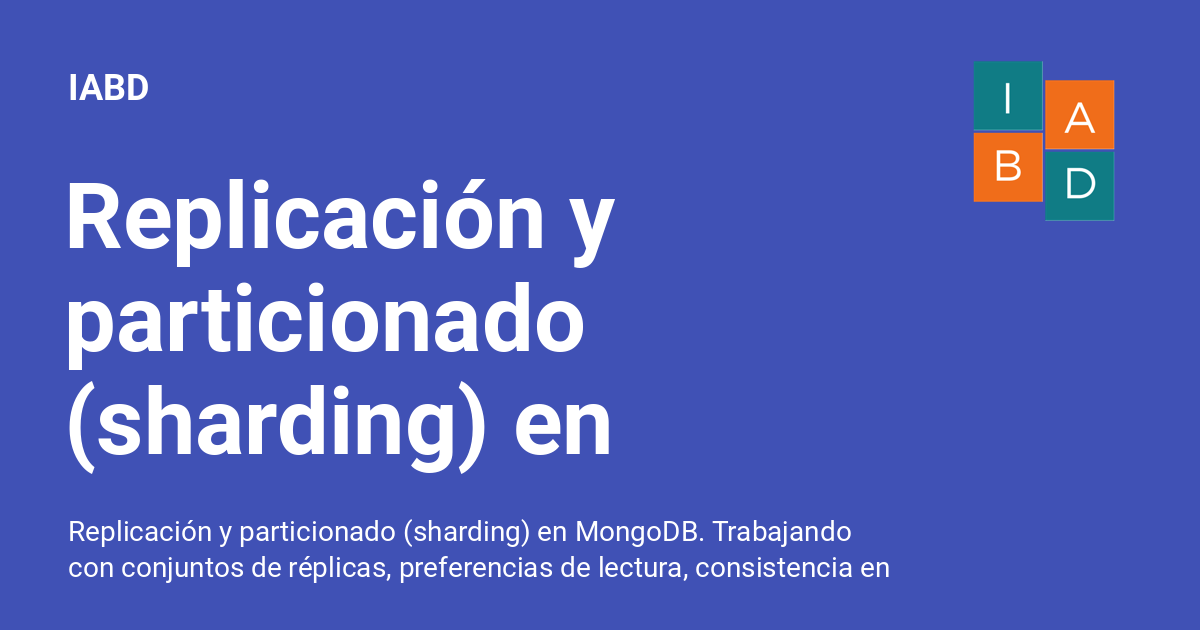 IABD
I
A
B
D
Replicación y
particionado
(sharding) en
Replicación y particionado (sharding) en MongoDB. Trabajando
con conjuntos de réplicas, preferencias de lectura, consistencia en